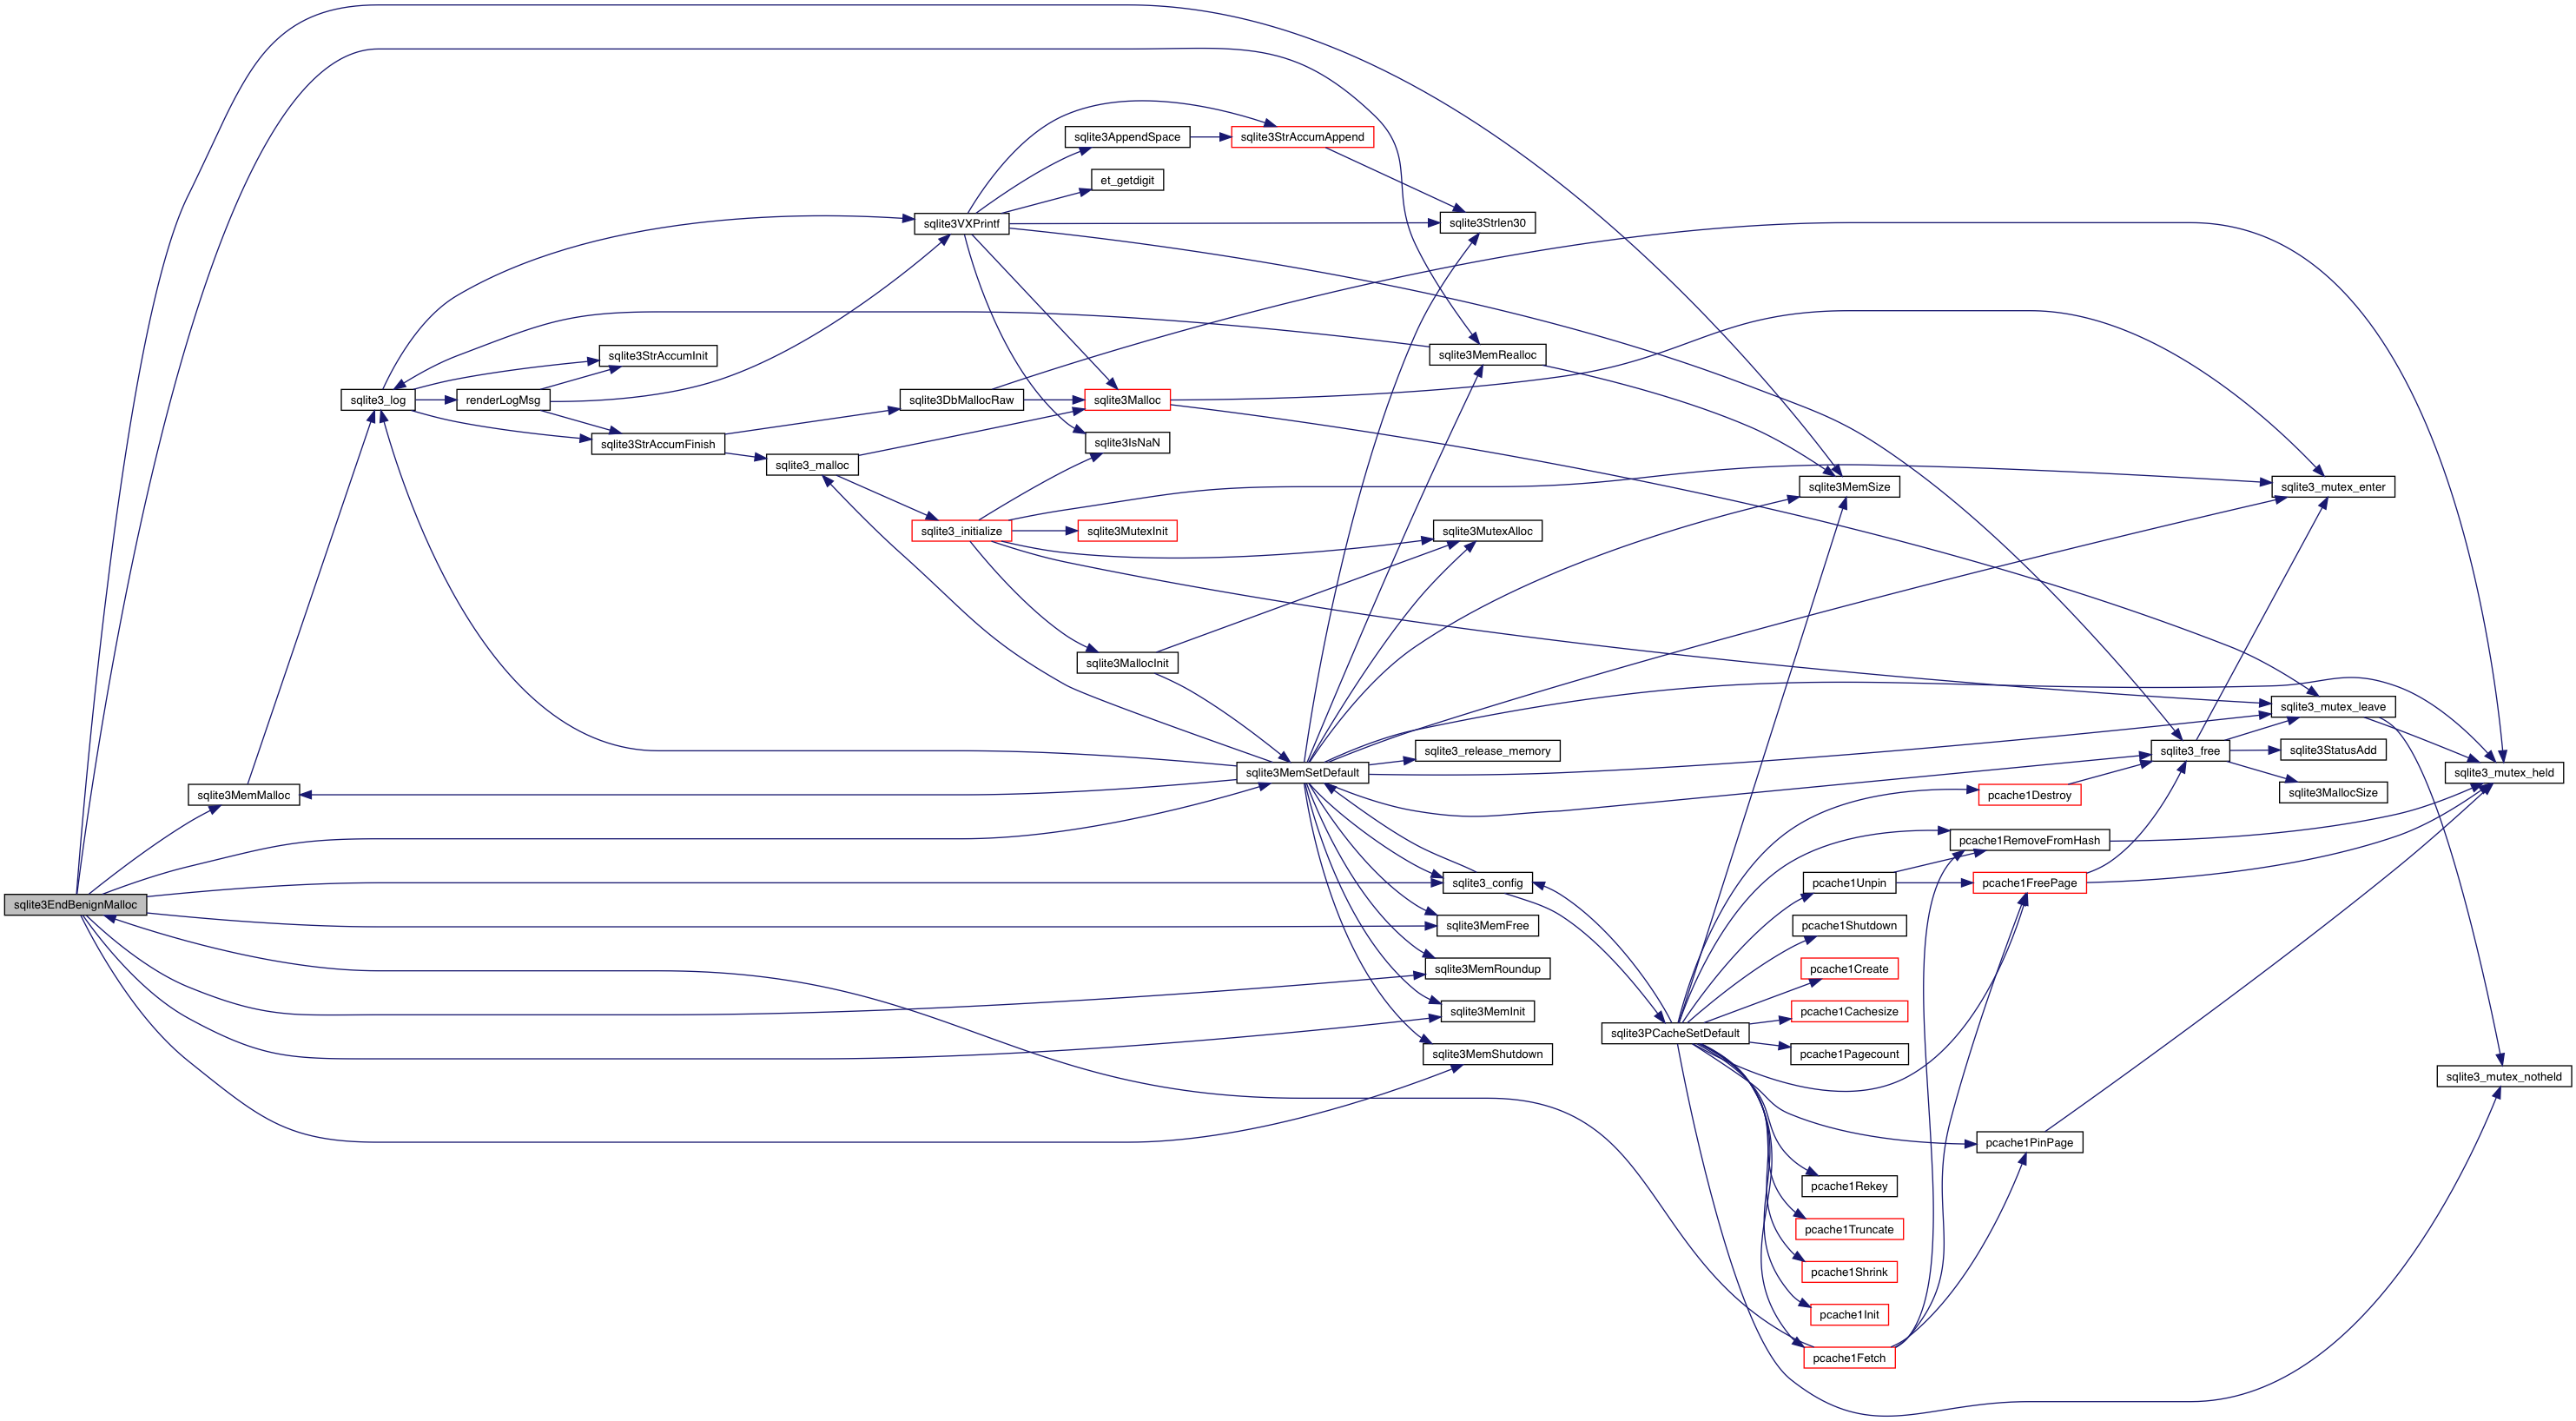 sqlite3AppendSpace
sqlite3StrAccumAppend
et_getdigit
sqlite3VXPrintf
sqlite3Strlen30
sqlite3StrAccumInit
sqlite3MemRealloc
sqlite3_log
renderLogMsg
sqlite3DbMallocRaw
sqlite3Malloc
sqlite3StrAccumFinish
sqlite3IsNaN
sqlite3_malloc
sqlite3MemSize
sqlite3_mutex_enter
sqlite3_initialize
sqlite3MutexInit
sqlite3MutexAlloc
sqlite3MallocInit
sqlite3_mutex_leave
sqlite3_release_memory
sqlite3_free
sqlite3StatusAdd
sqlite3MemSetDefault
sqlite3_mutex_held
sqlite3MemMalloc
pcache1Destroy
sqlite3MallocSize
pcache1RemoveFromHash
sqlite3_config
pcache1Unpin
pcache1FreePage
sqlite3EndBenignMalloc
sqlite3MemFree
pcache1Shutdown
sqlite3MemRoundup
pcache1Create
sqlite3MemInit
pcache1Cachesize
sqlite3PCacheSetDefault
sqlite3MemShutdown
pcache1Pagecount
sqlite3_mutex_notheld
pcache1PinPage
pcache1Rekey
pcache1Truncate
pcache1Shrink
pcache1Init
pcache1Fetch